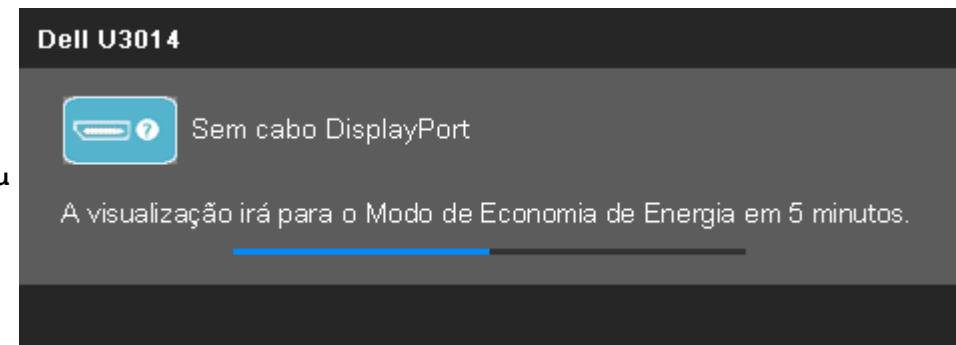 Dell U3014
Sem cabo DisplayPort
A visualização irá para o Modo de Economia de Energia em 5 minutos.